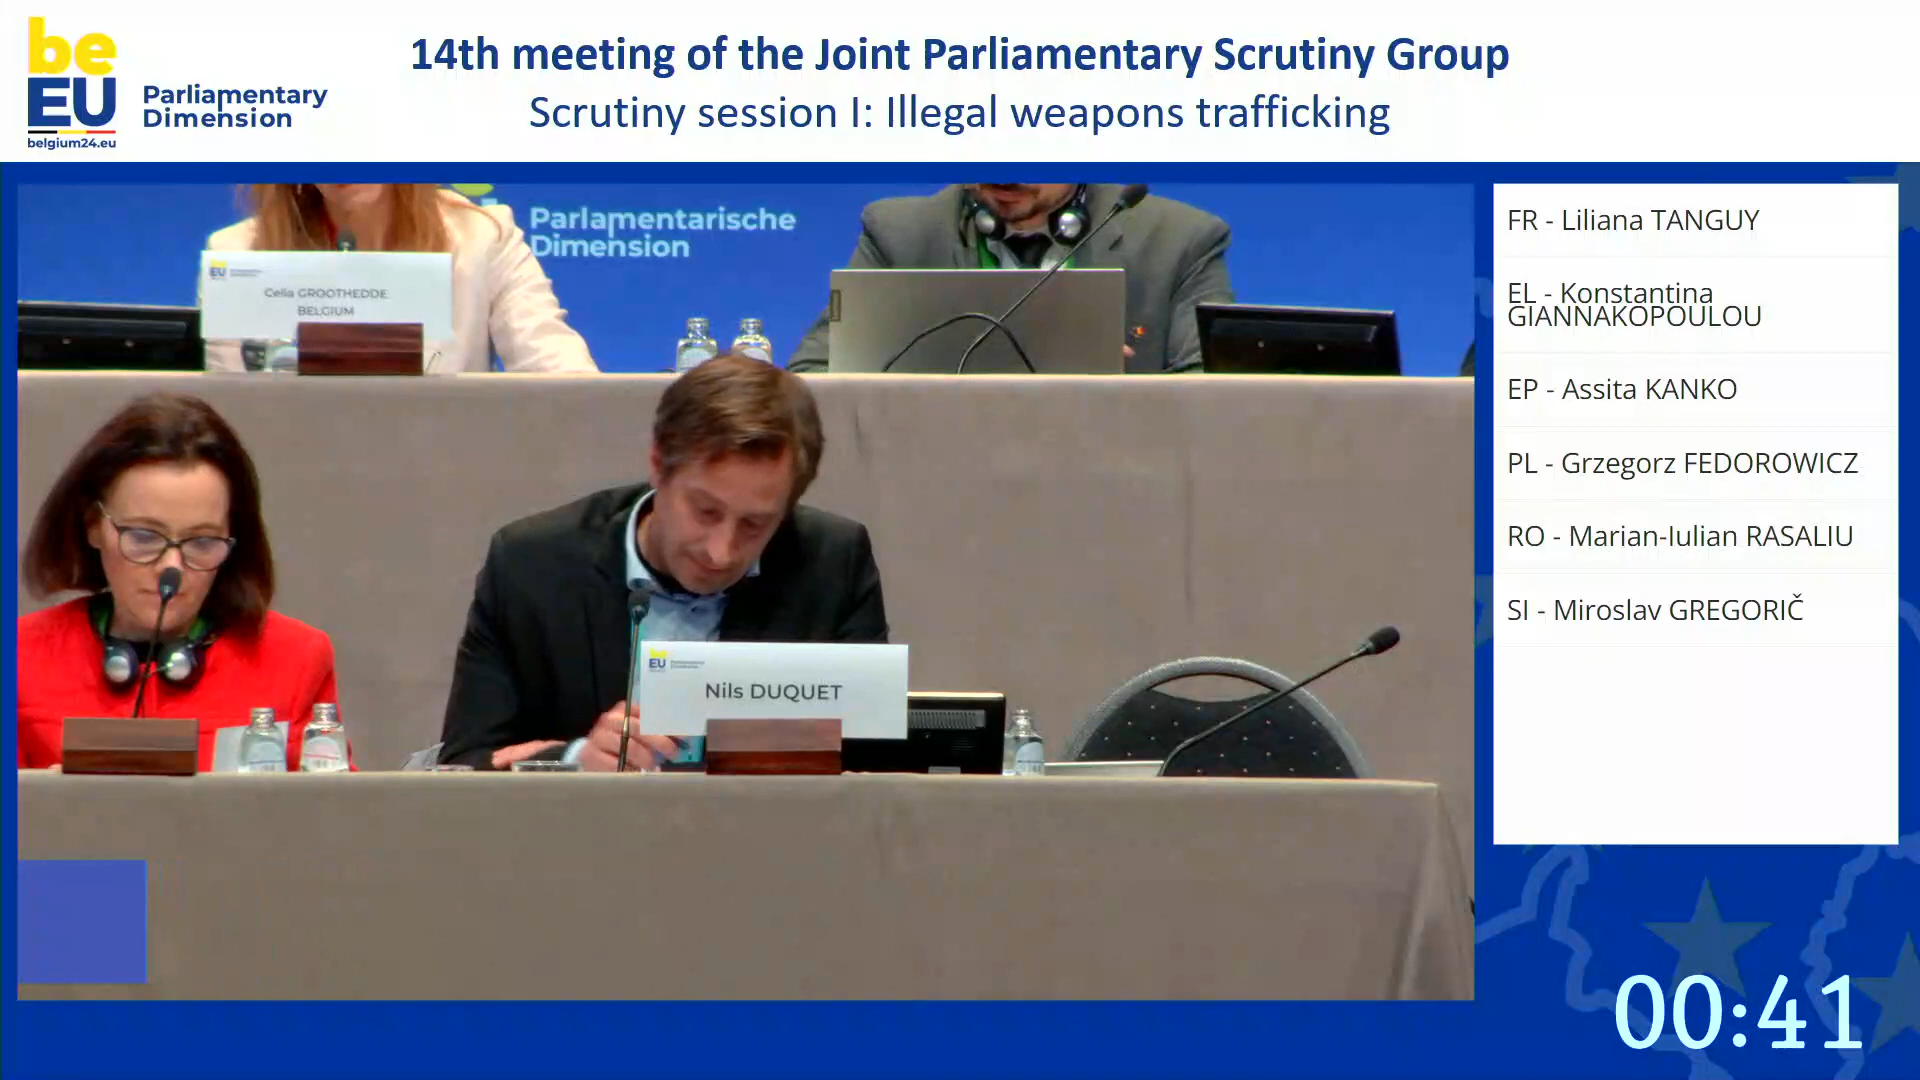 be
EU
belgium24.eu
Parliamentary
Dimension
14th meeting of the Joint Parliamentary Scrutiny Group
Scrutiny session I: Illegal weapons trafficking
Parlamentarische
Dimension
Celia GROOTHEDDE
BELGIUM
EU
Nils DUQUET
FR - Liliana TANGUY
EL - Konstantina
GIANNAKOPOULOU
EP - Assita KANKO
PL - Grzegorz FEDOROWICZ
RO - Marian-Iulian RASALIU
SI - Miroslav GREGORIČ
00:41